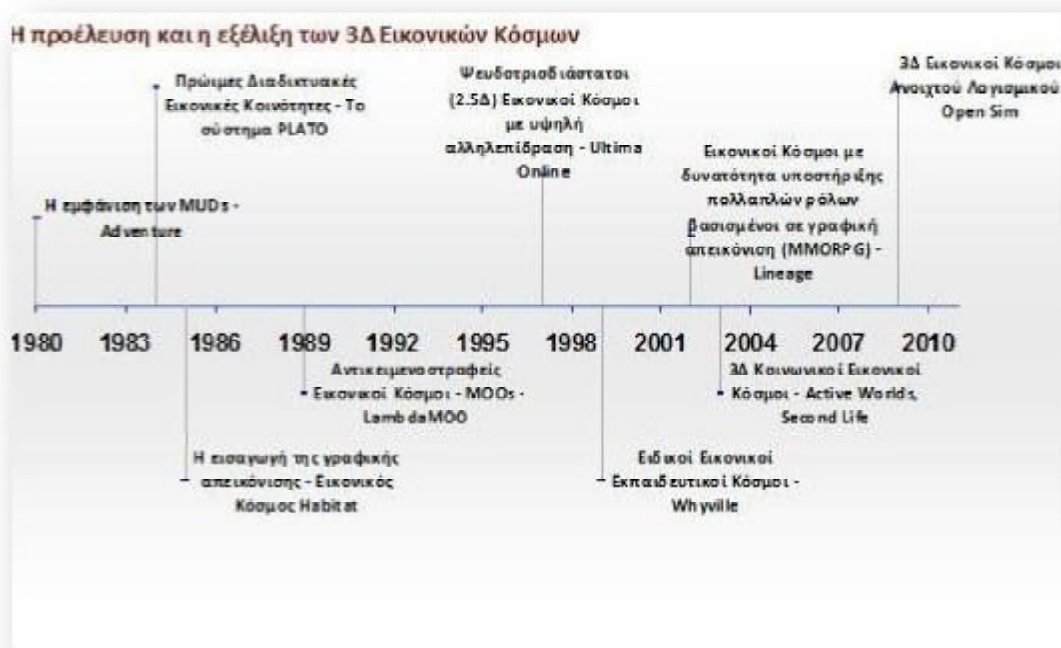 Η προέλευση και η εξέλιξη των 3Δ Εικονικών Κόσμων
Πρώιμες Διαδικτυακές
Εικονικές Κοινότητες - Το
σύστημα PLATO
Ψευδοτρισδιάστατοι
(2.5Δ) Εικονικοί Κόσμοι
με υψηλή
αλληλεπίδραση - Ultima
Online
3Δ Εικονικοί Κόσμοι
Ανοιχτού Λογισμικού
Open Sim
Εικονικοί Κόσμοι με
δυνατότητα υποστήριξης
πολλαπλών ρόλων
βασισμένοι σε γραφική
απεικόνιση (MMORPG) -
Lineage
Η εμφάνιση των MUDs -
Adventure
1980 1983 1986 1989 1992 1995 1998 2001 2004 2007 2010
Αντικειμενοστραφείς
Εικονικοί Κόσμοι - MOOs -
LambdaMOO
3Δ Κοινωνικοί Εικονικοί
Κόσμοι - Active Worlds,
Second Life
Η εισαγωγή της γραφικής
απεικόνισης - Εικονικός
Κόσμος Habitat
Ειδικοί Εικονικοί
Εκπαιδευτικοί Κόσμοι -
Whyville